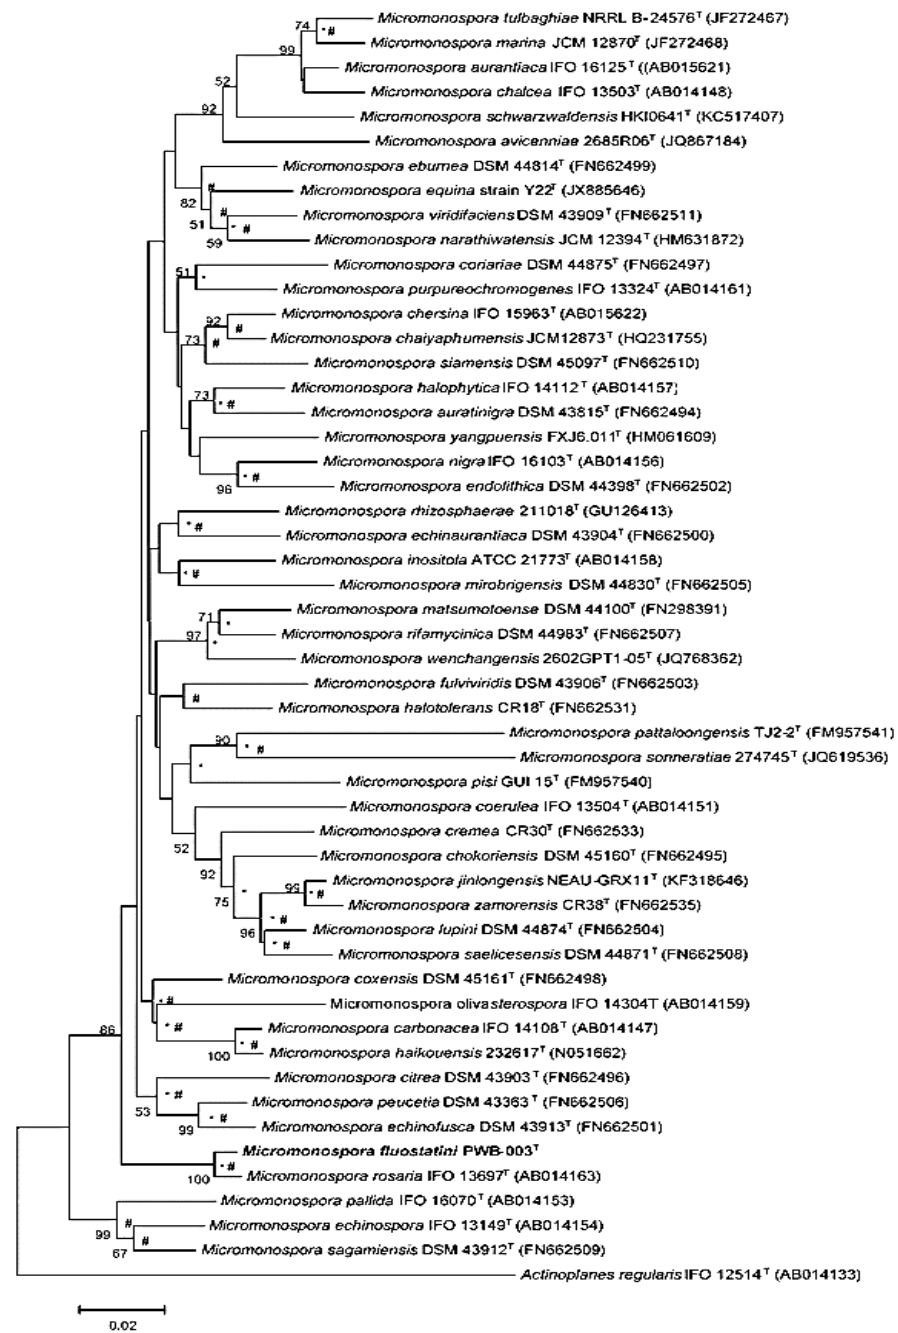 Micromonospora tulbaghiae NRRL B-24576T (JF272467)
74
* #
Micromonospora marina JCM 12870T (JF272468)
99
Micromonospora aurantiaca IFO 16125T ((AB015621)
52
Micromonospora chalcea IFO 13503T (AB014148)
92
Micromonospora schwarzwaldensis HKI0641T (KC517407)
Micromonospora avicenniae 2685R06T (JQ867184)
Micromonospora eburnea DSM 44814T (FN662499)
#
82
Micromonospora equina strain Y22T (JX885646)
#
51
Micromonospora viridifaciens DSM 43909T (FN662511)
* #
59
Micromonospora narathiwatensis JCM 12394T (HM631872)
Micromonospora coriariae DSM 44875T (FN662497)
51
*
Micromonospora purpureochromogenes IFO 13324T (AB014161)
Micromonospora chersina IFO 15963T (AB015622)
92
#
Micromonospora chaiyaphumensis JCM12873T (HQ231755)
73
#
Micromonospora siamensis DSM 45097T (FN662510)
Micromonospora halophytica IFO 14112T (AB014157)
73
* #
Micromonospora auratinigra DSM 43815T (FN662494)
Micromonospora yangpuensis FXJ6.011T (HM061609)
Micromonospora nigra IFO 16103T (AB014156)
* #
96
Micromonospora endolithica DSM 44398T (FN662502)
Micromonospora rhizosphaerae 211018T (GU126413)
* #
Micromonospora echinaurantiaca DSM 43904T (FN662500)
Micromonospora inositola ATCC 21773T (AB014158)
* #
Micromonospora mirobrigensis DSM 44830T (FN662505)
Micromonospora matsumotoense DSM 44100T (FN298391)
71
*
97
Micromonospora rifamycinica DSM 44983T (FN662507)
*
Micromonospora wenchangensis 2602GPT1-05T (JQ768362)
Micromonospora fulviviridis DSM 43906T (FN662503)
#
Micromonospora halotolerans CR18T (FN662531)
Micromonospora pattaloongensis TJ2-2T (FM957541)
90
* #
Micromonospora sonneratiae 274745T (JQ619536)
*
Micromonospora pisi GUI 15T (FM957540)
Micromonospora coerulea IFO 13504T (AB014151)
52
Micromonospora cremea CR30T (FN662533)
92
Micromonospora chokoriensis DSM 45160T (FN662495)
*
75
Micromonospora jinlongensis NEAU-GRX11T (KF318646)
99
* #
Micromonospora zamorensis CR38T (FN662535)
* #
96
Micromonospora lupini DSM 44874T (FN662504)
* #
Micromonospora saelicesensis DSM 44871T (FN662508)
Micromonospora coxensis DSM 45161T (FN662498)
* #
Micromonospora olivasterospora IFO 14304T (AB014159)
* #
Micromonospora carbonacea IFO 14108T (AB014147)
86
* #
100
Micromonospora haikouensis 232617T (N051662)
Micromonospora citrea DSM 43903T (FN662496)
* #
53
Micromonospora peucetia DSM 43363T (FN662506)
* #
99
Micromonospora echinofusca DSM 43913T (FN662501)
Micromonospora fluostatini PWB-003T
* #
100
Micromonospora rosaria IFO 13697T (AB014163)
Micromonospora pallida IFO 16070T (AB014153)
#
99
Micromonospora echinospora IFO 13149T (AB014154)
#
67
Micromonospora sagamiensis DSM 43912T (FN662509)
Actinoplanes regularis IFO 12514T (AB014133)
0.02